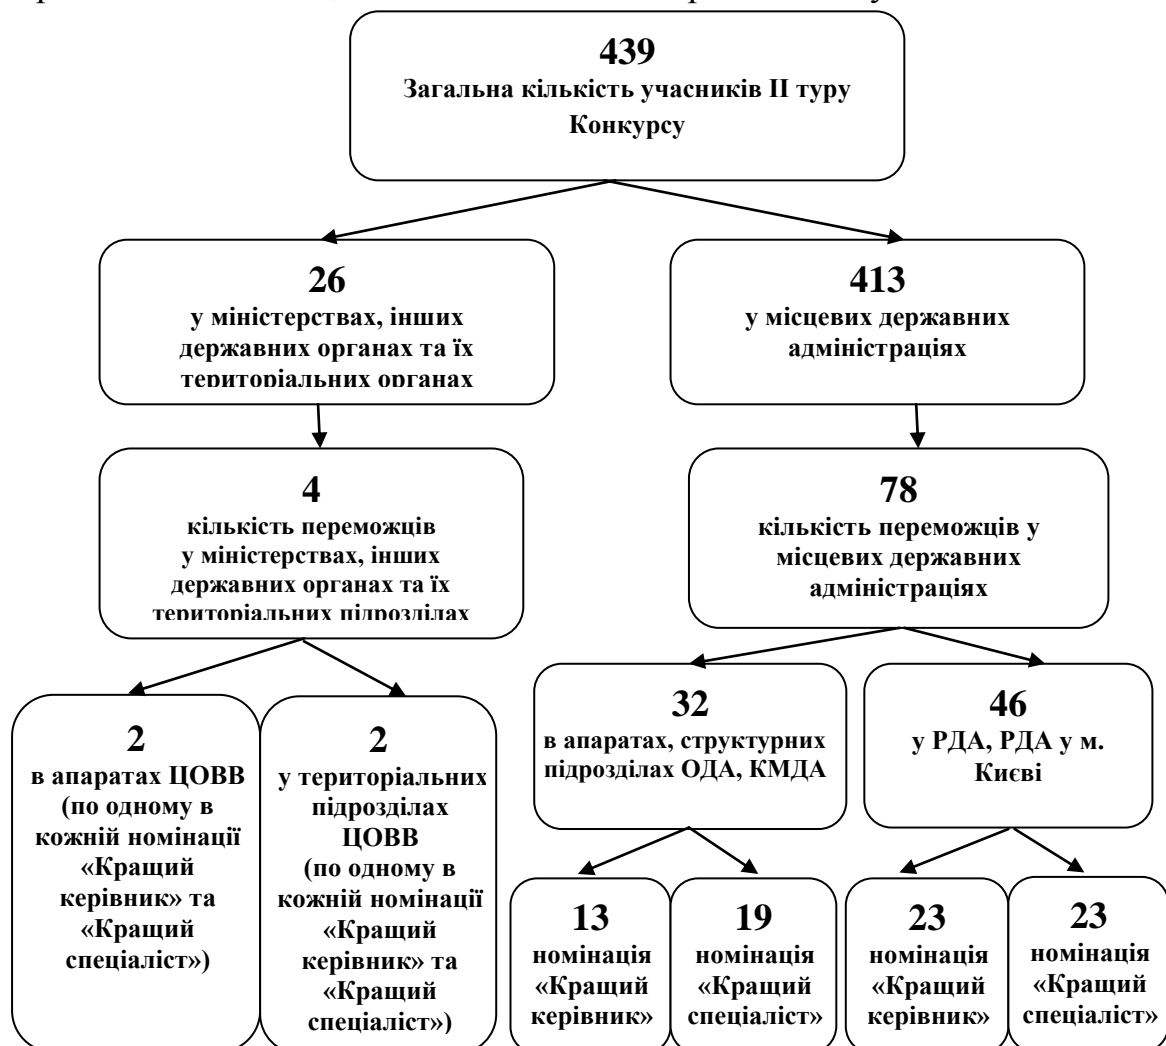 439
Загальна кількість учасників ІІ туру
Конкурсу
26
у міністерствах, інших
державних органах та їх
територіальних органах
413
у місцевих державних
адміністраціях
4
кількість переможців
у міністерствах, інших
державних органах та їх
територіальних підрозділах
78
кількість переможців у
місцевих державних
адміністраціях
2
в апаратах ЦОВВ
(по одному в
кожній номінації
«Кращий
керівник» та
«Кращий
спеціаліст»)
2
у територіальних
підрозділах
ЦОВВ
(по одному в
кожній номінації
«Кращий
керівник» та
«Кращий
спеціаліст»)
32
в апаратах, структурних
підрозділах ОДА, КМДА
46
у РДА, РДА у м.
Києві
13
номінація
«Кращий
керівник»
19
номінація
«Кращий
спеціаліст»
23
номінація
«Кращий
керівник»
23
номінація
«Кращий
спеціаліст»